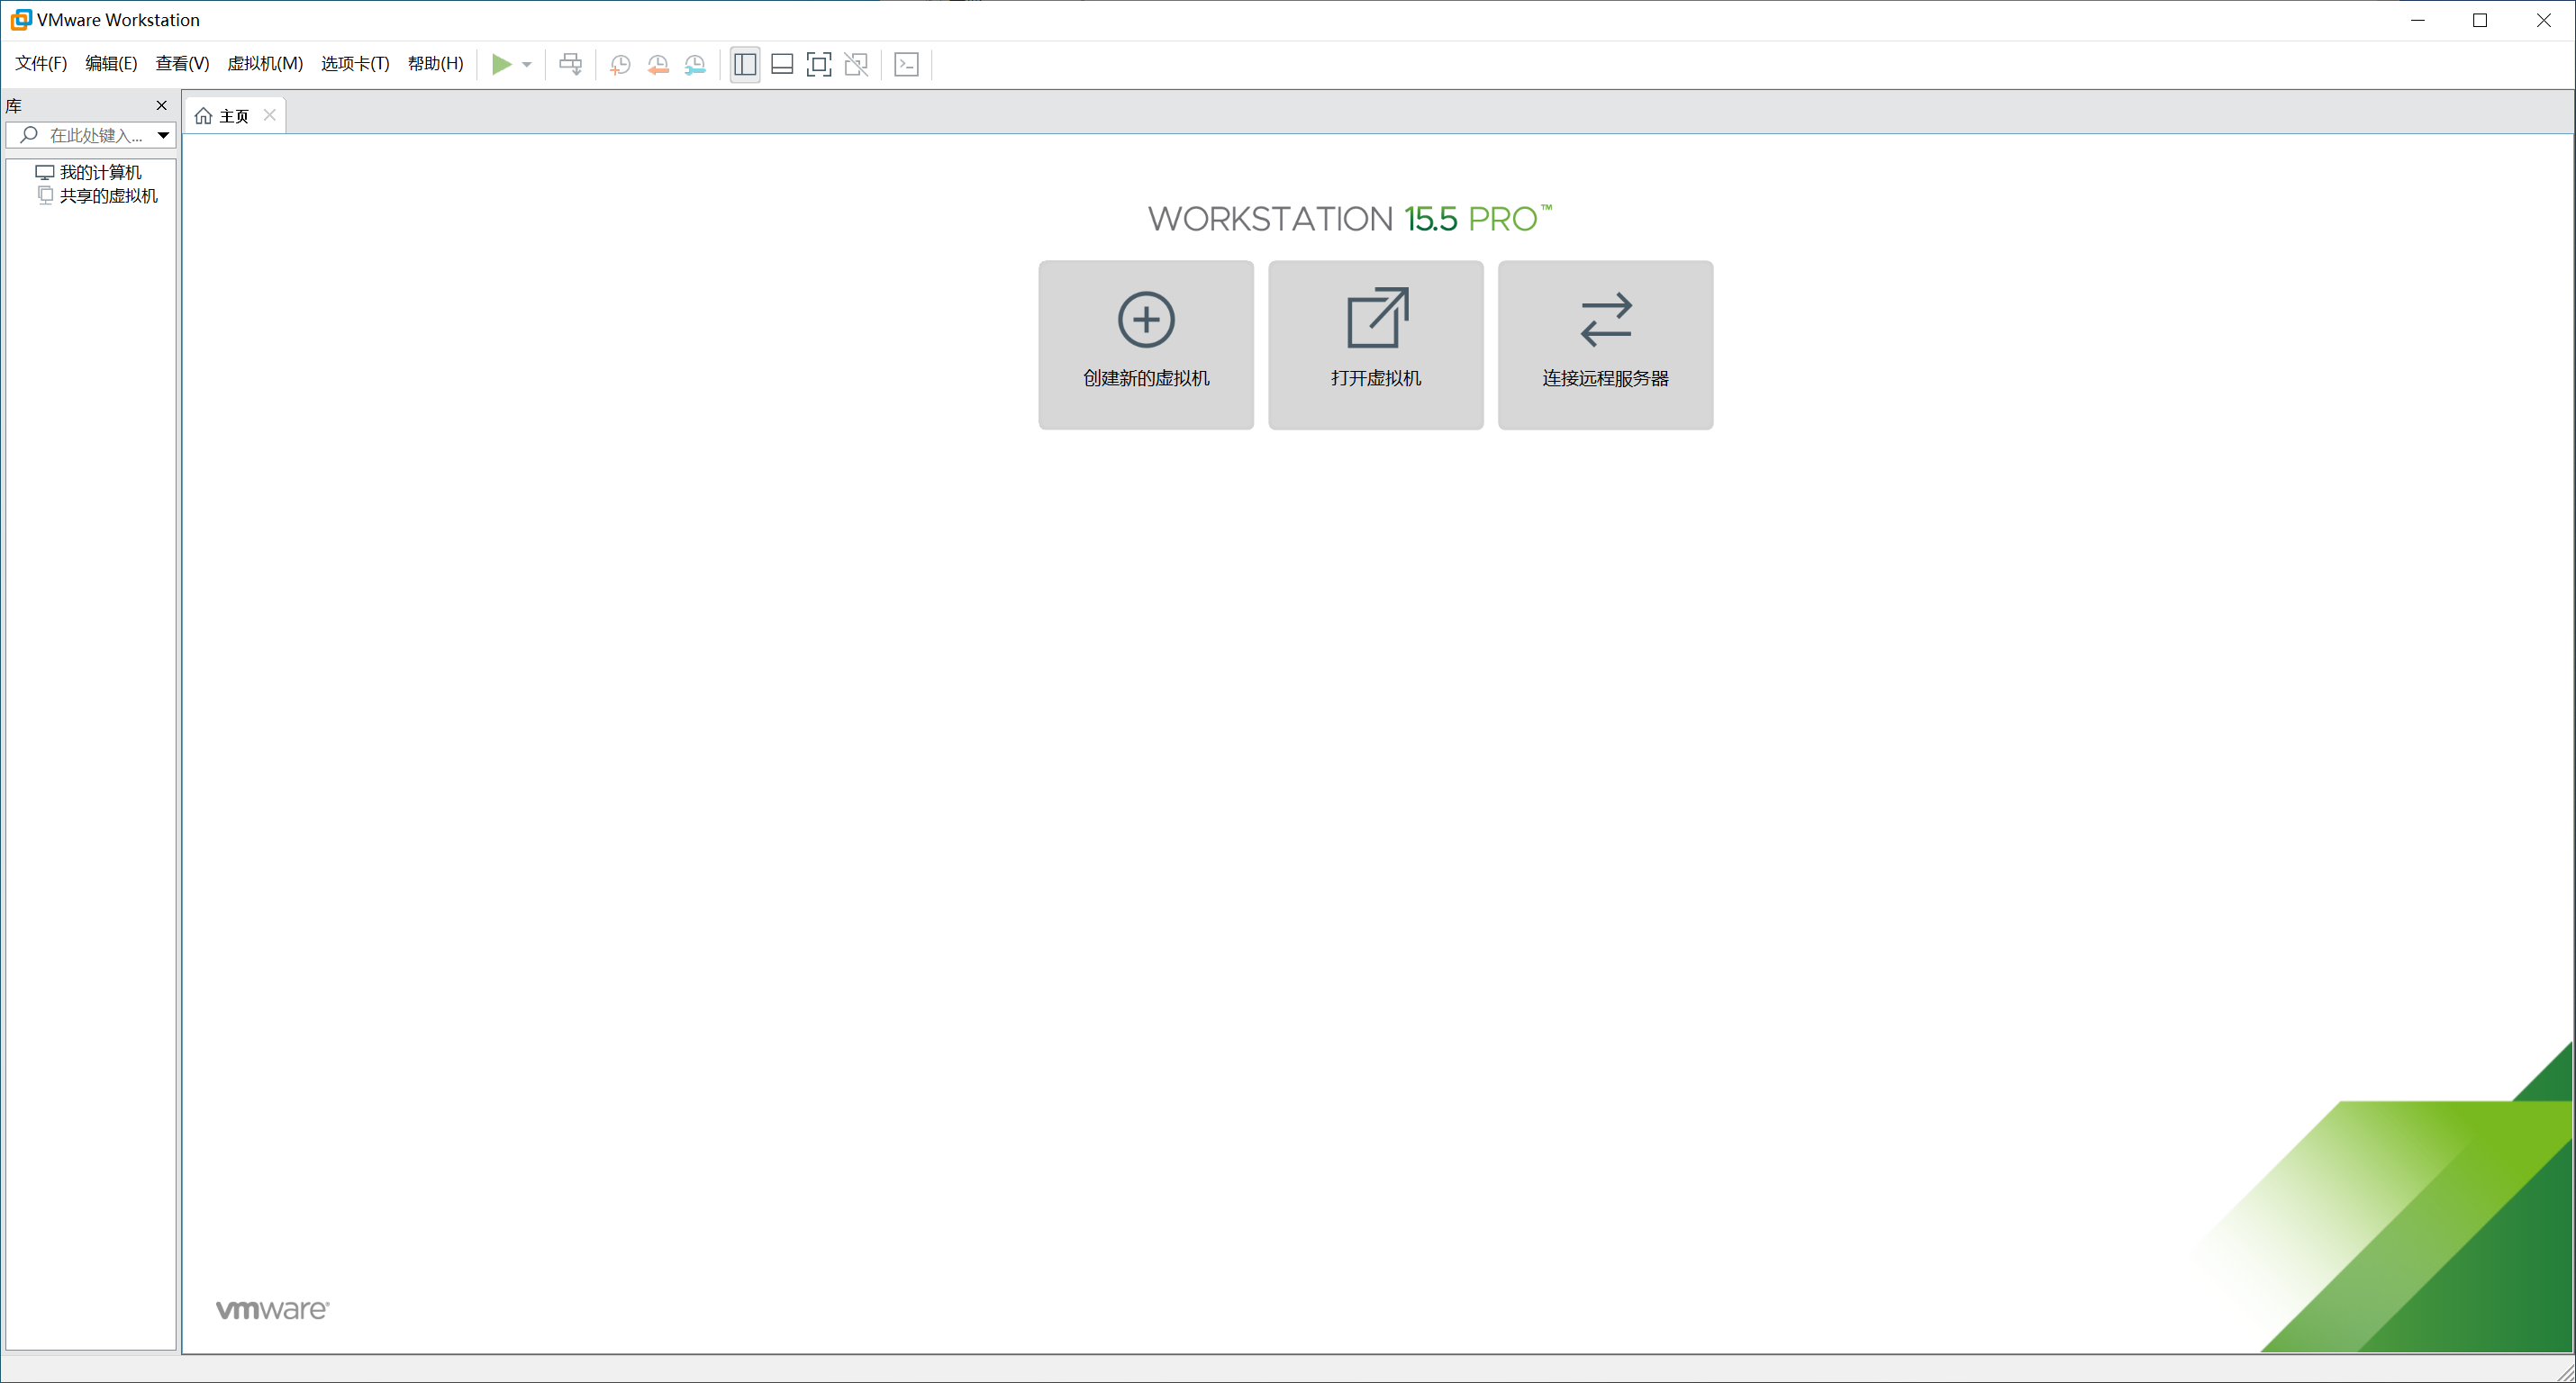 VMware Workstation
文件(F) 编辑(E) 查看(V) 虚拟机(M) 选项卡(T) 帮助(H)
库
在此处键入...
我的计算机
共享的虚拟机
主页
WORKSTATION 15.5 PRO™
创建新的虚拟机 打开虚拟机 连接远程服务器
vmware®